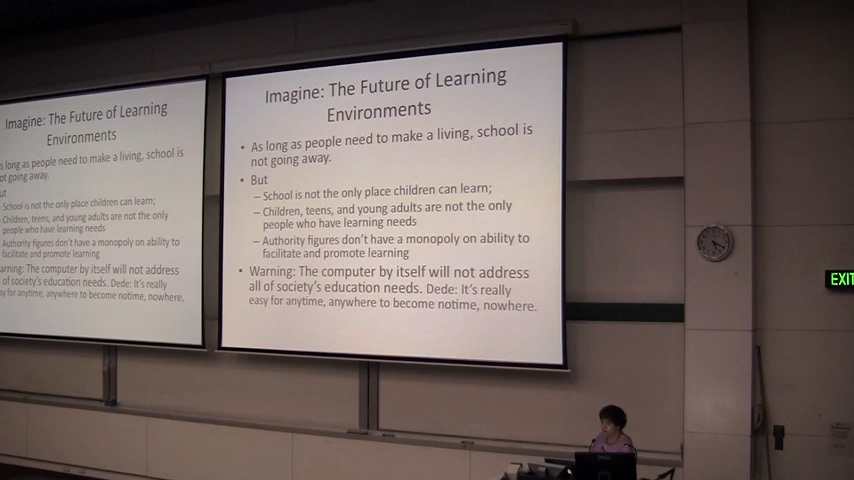 Imagine: The Future of Learning
Environments
As long as people need to make a living, school is
ot going away.
ut
– School is not the only place children can learn;
– Children, teens, and young adults are not the only
people who have learning needs
Authority figures don't have a monopoly on ability to
facilitate and promote learning
arning: The computer by itself will not address
ll of society's education needs. Dede: It's really
sy for anytime, anywhere to become notime, nowhere.
Imagine: The Future of Learning
Environments
• As long as people need to make a living, school is
not going away.
• But
– School is not the only place children can learn;
– Children, teens, and young adults are not the only
people who have learning needs
– Authority figures don't have a monopoly on ability to
facilitate and promote learning
• Warning: The computer by itself will not address
all of society's education needs. Dede: It's really
easy for anytime, anywhere to become notime, nowhere.
EXIT
DELL